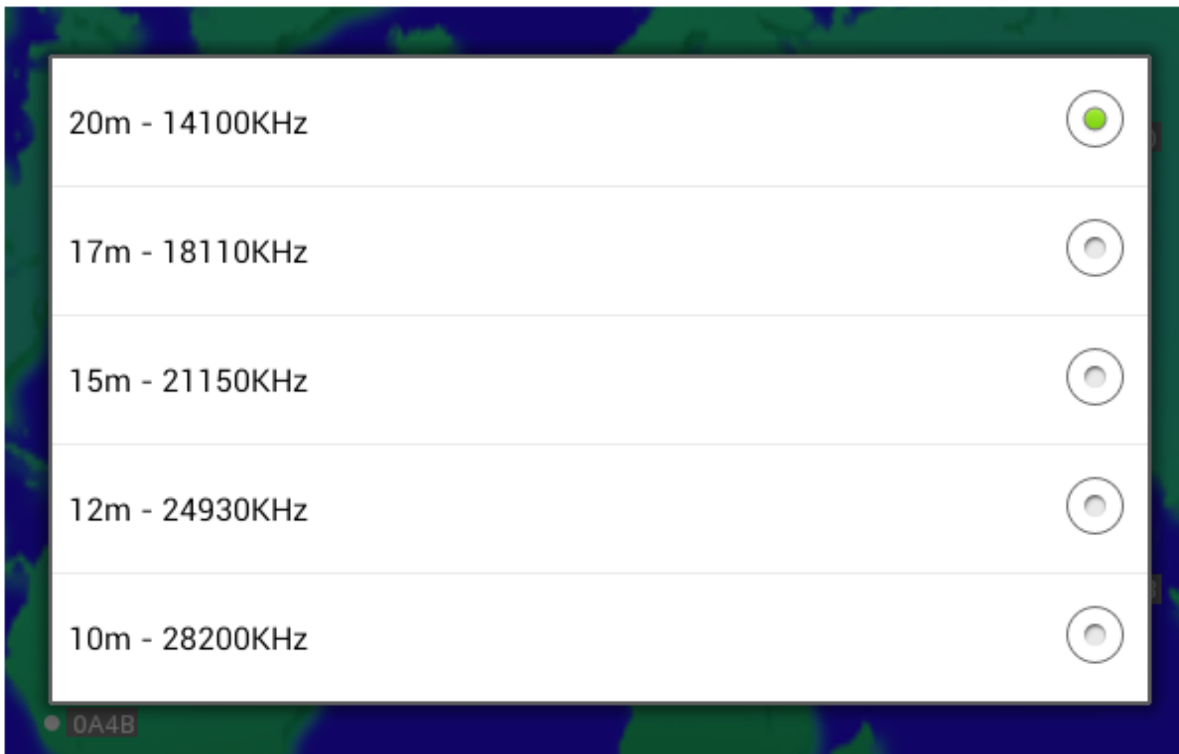 20m - 14100KHz
17m - 18110KHz
15m - 21150KHz
12m - 24930KHz
10m - 28200KHz
0A4B